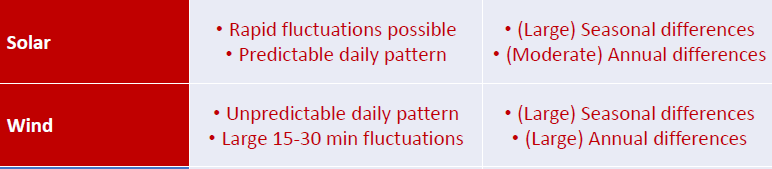 Solar
• Rapid fluctuations possible
• Predictable daily pattern
• (Large) Seasonal differences
• (Moderate) Annual differences
Wind
• Unpredictable daily pattern
• Large 15-30 min fluctuations
• (Large) Seasonal differences
• (Large) Annual differences